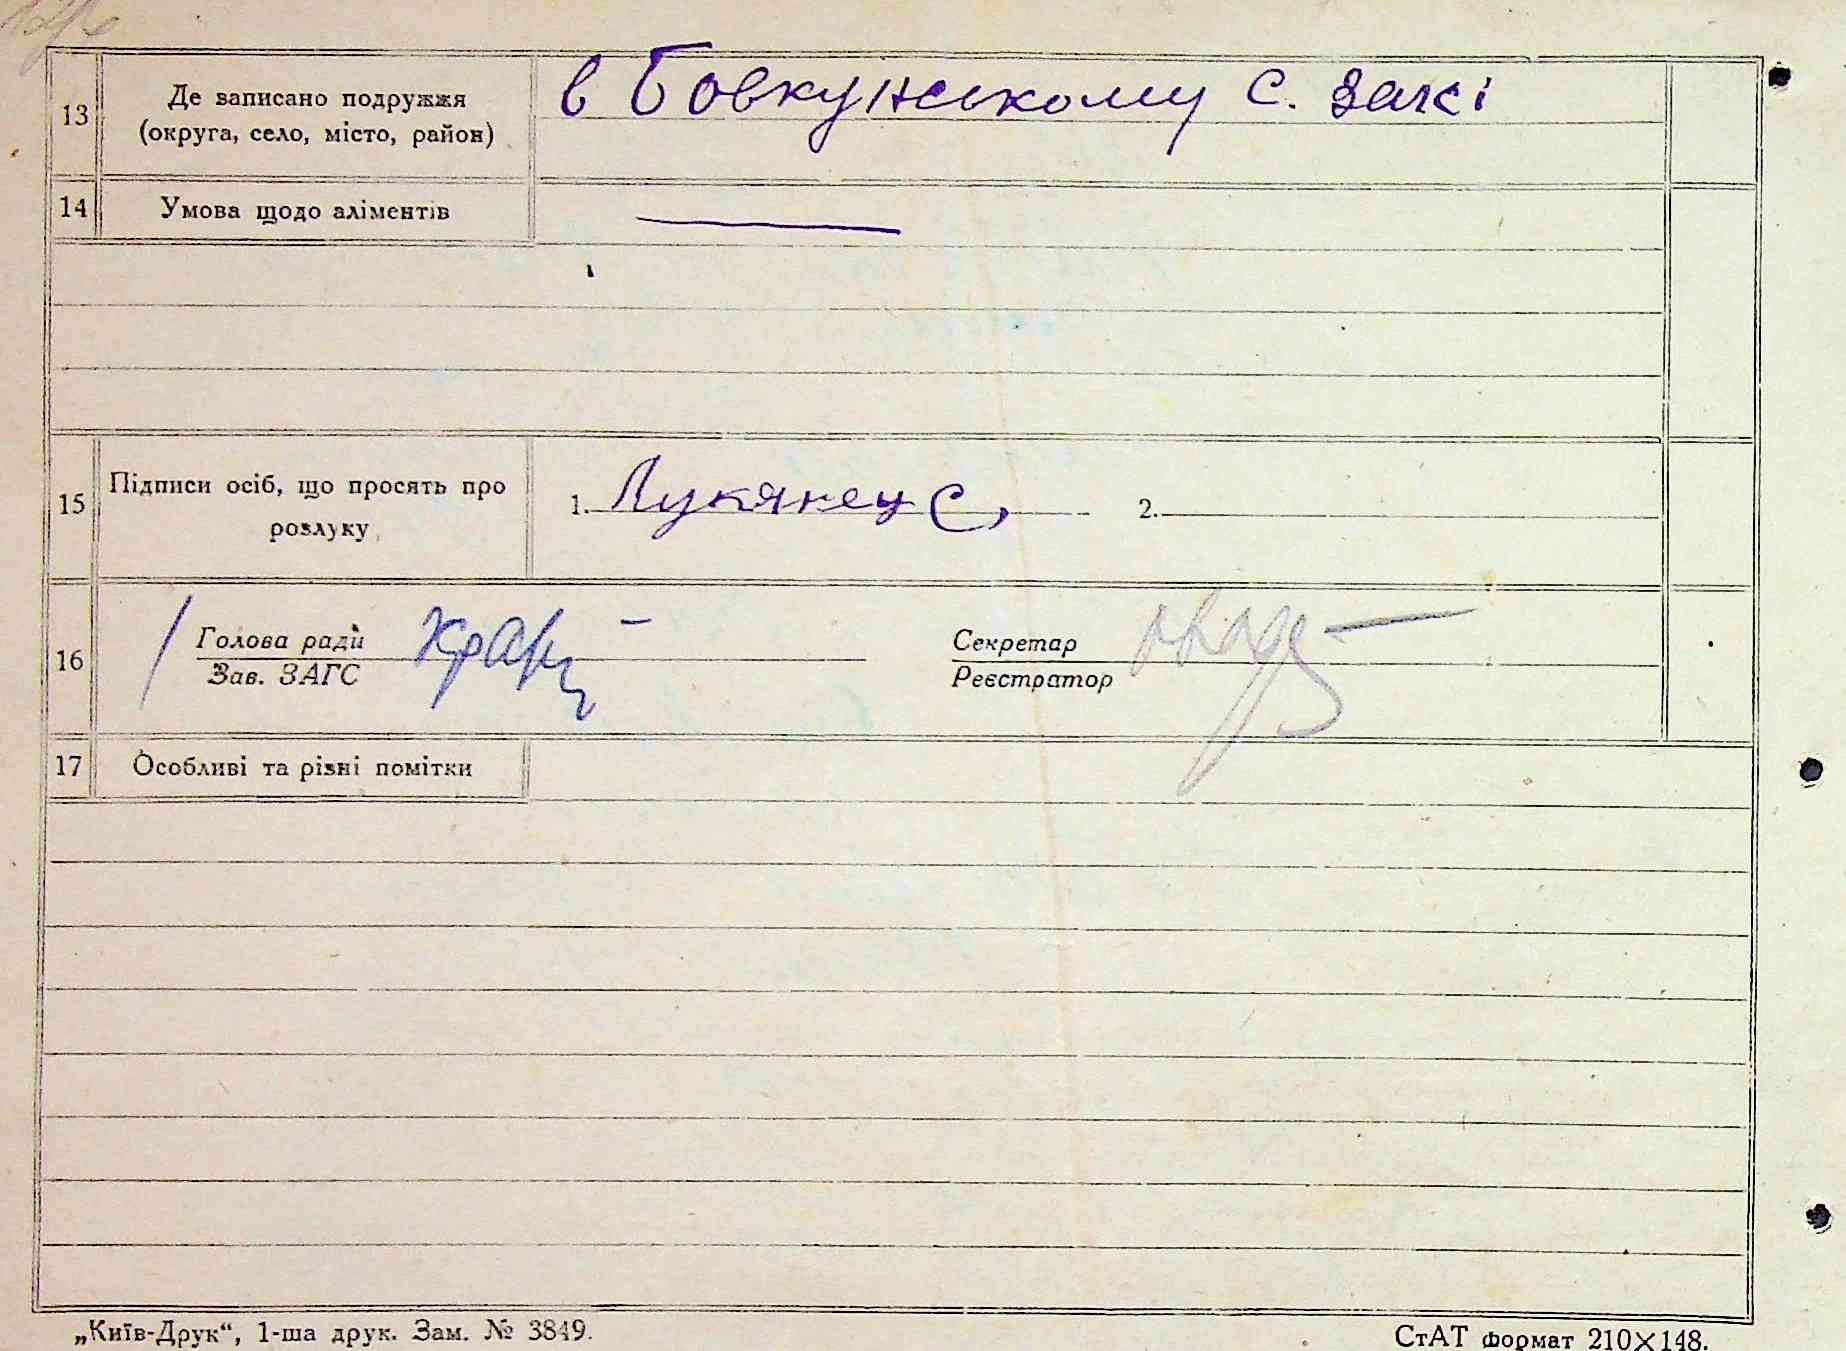 13
Де записано подружжя
(округа, село, місто, район)
в Бовкунському с. загсі
14
Умова щодо аліментів
15
Підписи осіб, що просять про
розлуку
1. Лукянец С,
2.
16
Голова ради
Зав. ЗАГС
Секретар
Реєстратор
17
Особливі та різні помітки
„Київ-Друк“, 1-ша друк. Зам. № 3849.
СтАТ формат 210×148.